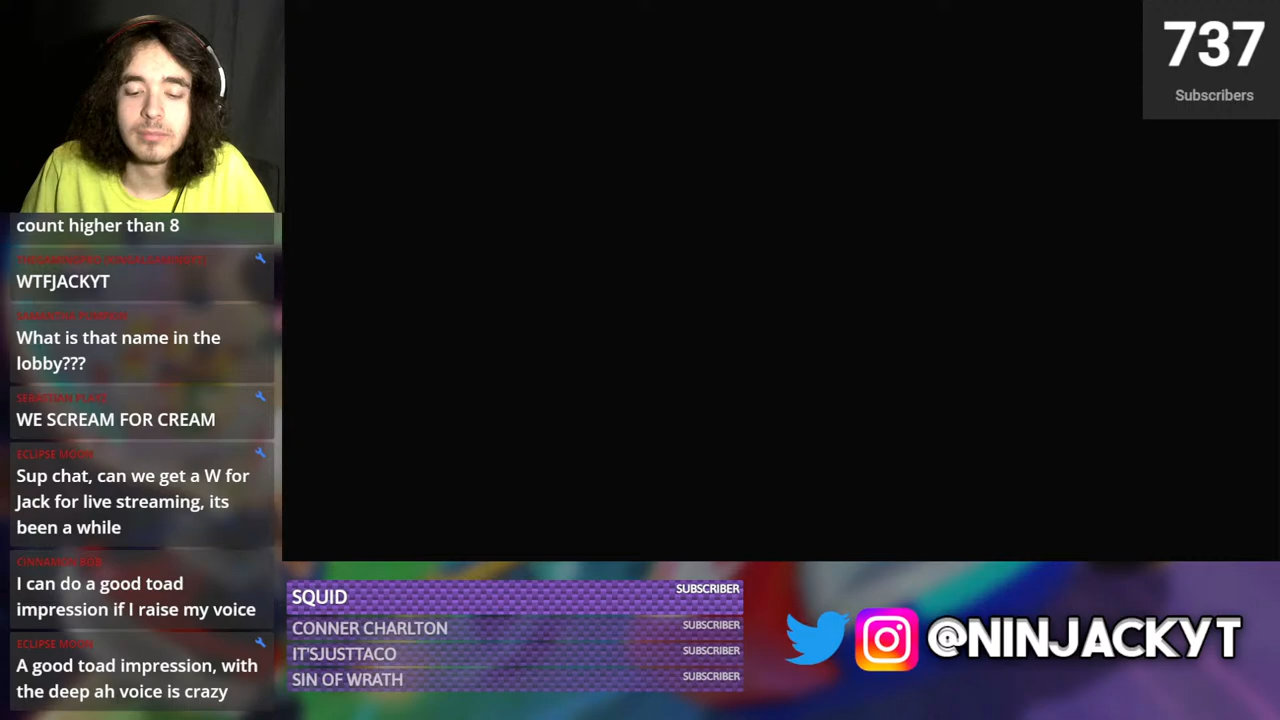 737
Subscribers
count higher than 8
WTFJACKYT
What is that name in the
lobby???
WE SCREAM FOR CREAM
ECLIPSE MOON
Sup chat, can we get a W for
Jack for live streaming, its
been a while
CINNAMON BOB
I can do a good toad
impression if I raise my voice
ECLIPSE MOON
A good toad impression, with
the deep ah voice is crazy
SQUID SUBSCRIBER
CONNER CHARLTON SUBSCRIBER
IT'SJUSTTACO SUBSCRIBER
SIN OF WRATH SUBSCRIBER
@NINJACKYT